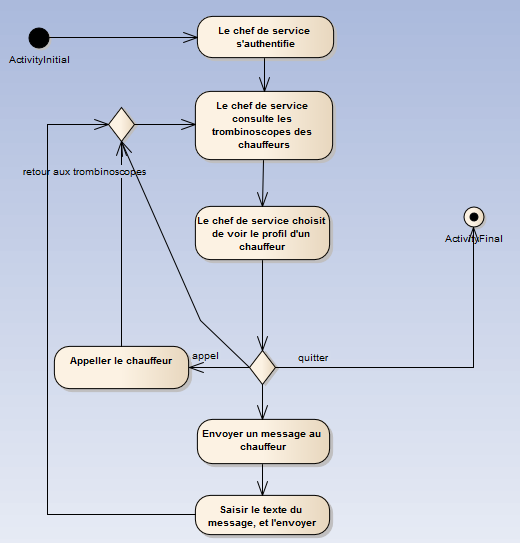 Le chef de service
s'authentifie
ActivityInitial
Le chef de service
consulte les
trombinoscopes des
chauffeurs
retour aux trombinoscopes
Le chef de service choisit
de voir le profil d'un
chauffeur
ActivityFinal
Appeller le chauffeur
appel
quitter
Envoyer un message au
chauffeur
Saisir le texte du
message, et l'envoyer